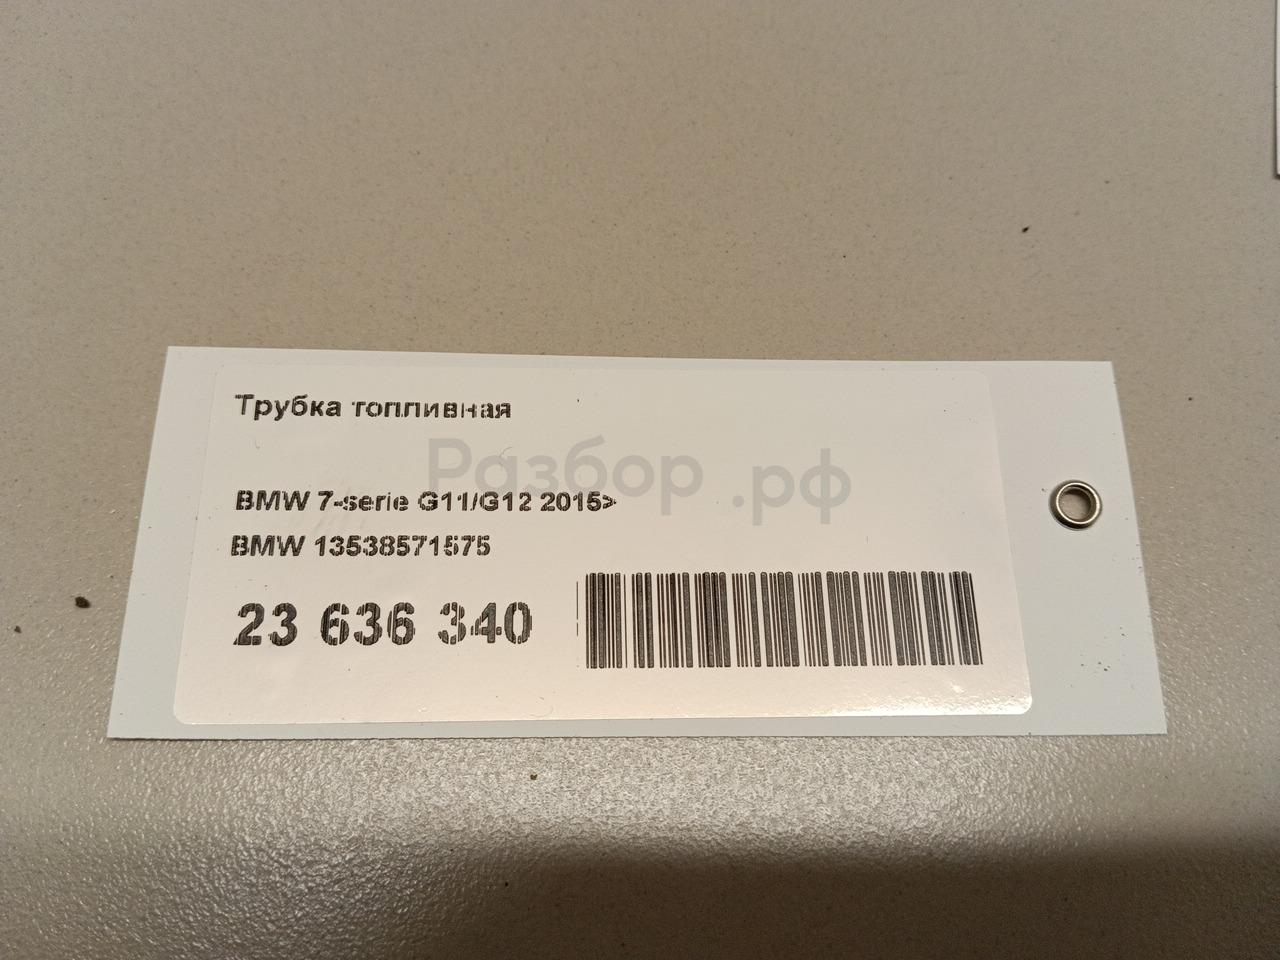 Трубка топливная
Разбор.рф
BMW 7-serie G11/G12 2015>
BMW 13538571575
23 636 340